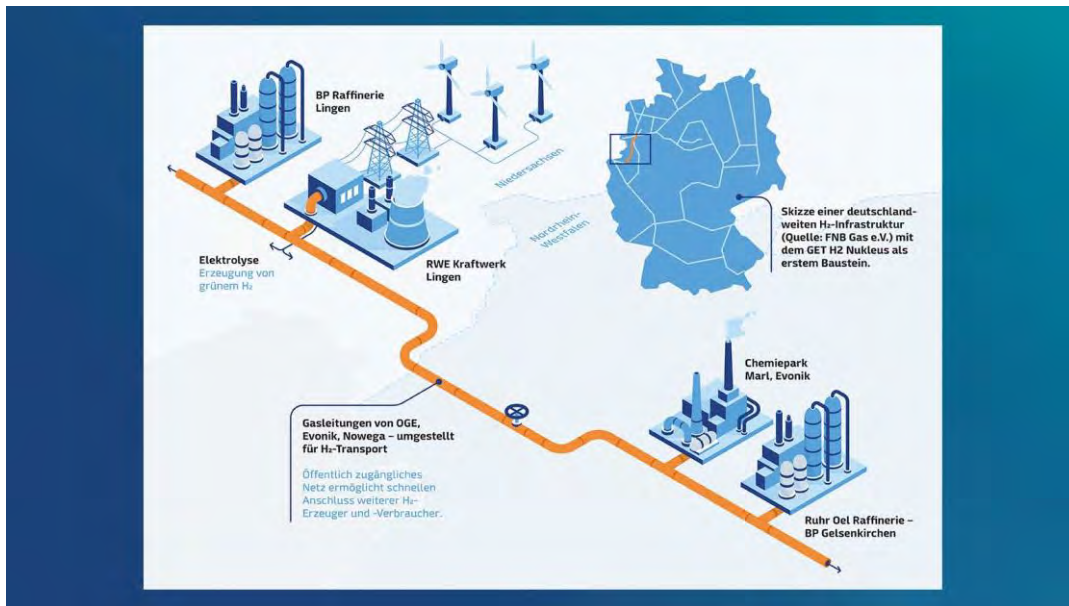 BP Raffinerie
Lingen
Niedersachsen
Nordrhein-
Westfalen
Skizze einer deutschland-
weiten H₂-Infrastruktur
(Quelle: FNB Gas e.V.) mit
dem GET H2 Nukleus als
erstem Baustein.
Elektrolyse
Erzeugung von
grünem H₂
RWE Kraftwerk
Lingen
Chemiepark
Marl, Evonik
Gasleitungen von OGE,
Evonik, Nowega – umgestellt
für H₂-Transport
Öffentlich zugängliches
Netz ermöglicht schnellen
Anschluss weiterer H₂-
Erzeuger und -Verbraucher.
Ruhr Oel Raffinerie –
BP Gelsenkirchen